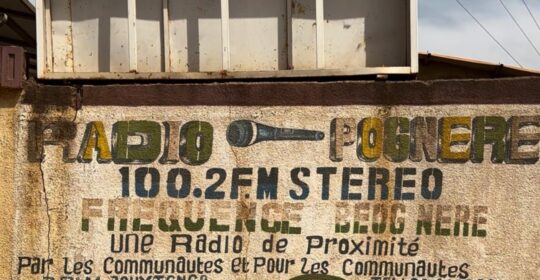 RADIO POGNERE
100.2 FM STEREO
FREQUENCE BEOG NERE
UNE Radio de Proximité
Par Les Communautes et Pour Les Communautes